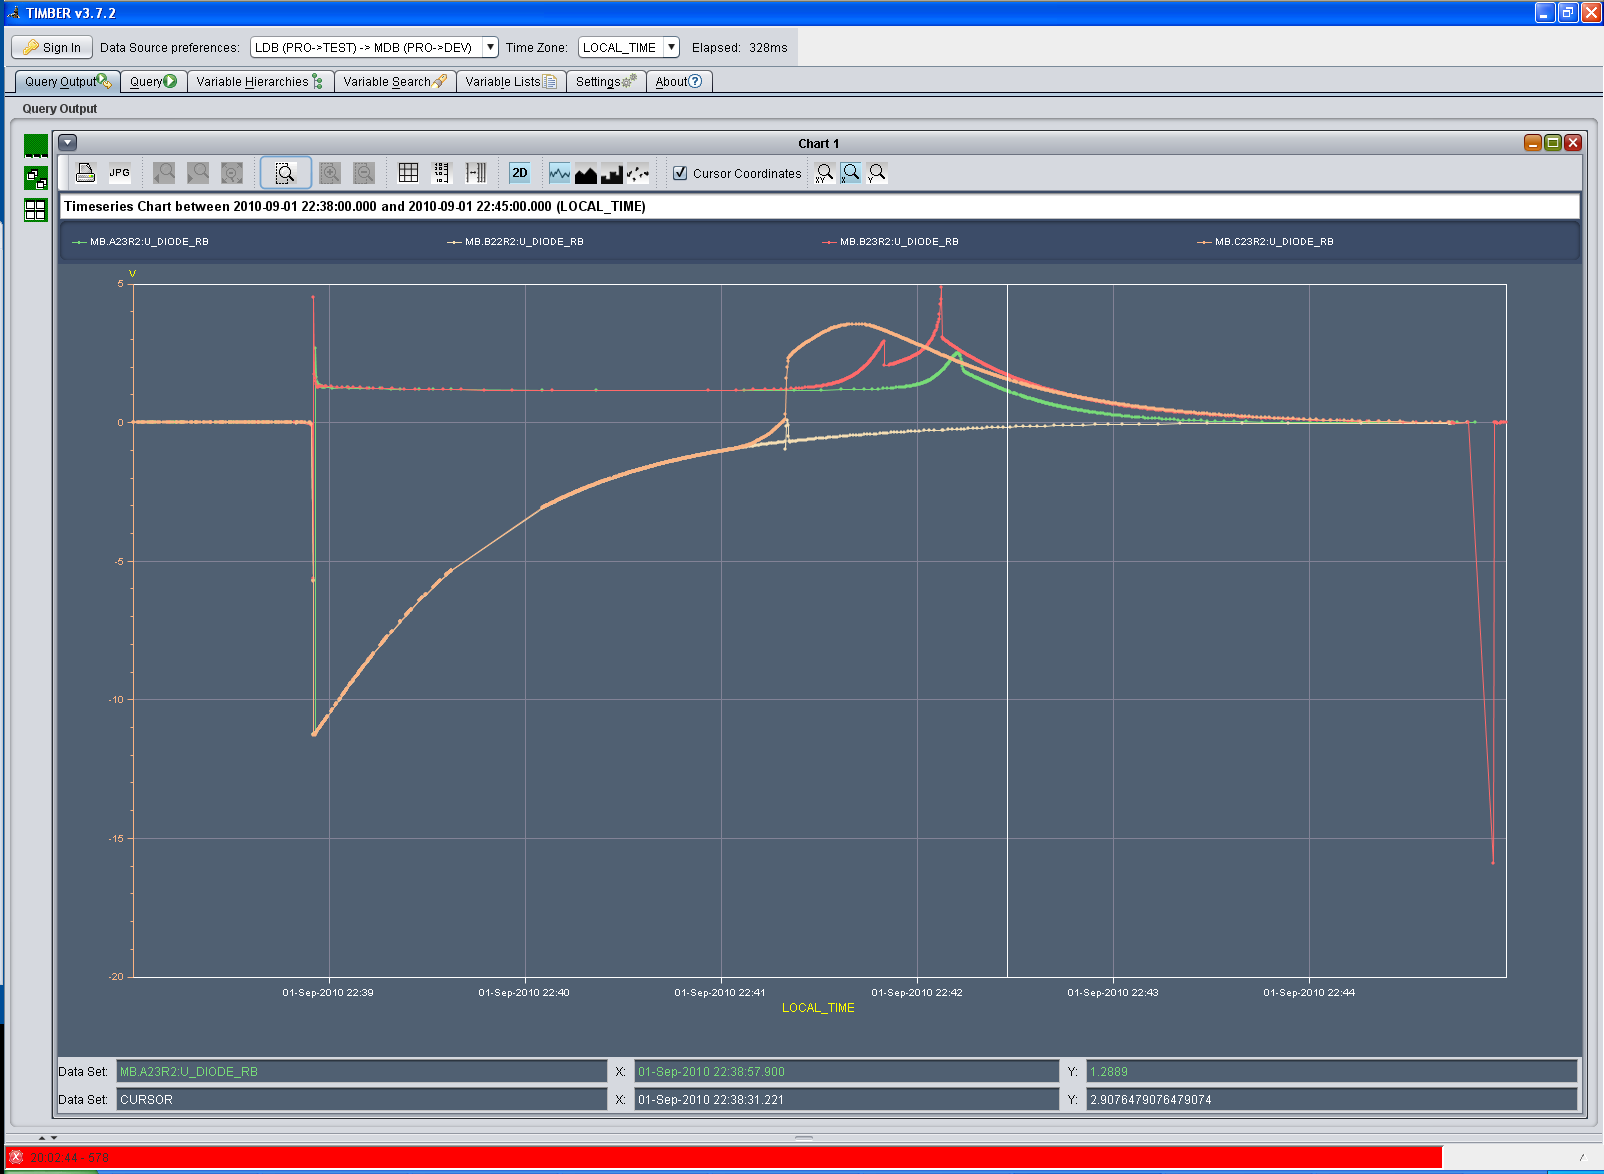 TIMBER v3.7.2
Sign In Data Source preferences: LDB (PRO->TEST) -> MDB (PRO->DEV) Time Zone: LOCAL_TIME Elapsed: 328ms
Query Output Query Variable Hierarchies Variable Search Variable Lists Settings About
Query Output
Chart 1
JPG 2D Cursor Coordinates XY X Y
Timeseries Chart between 2010-09-01 22:38:00.000 and 2010-09-01 22:45:00.000 (LOCAL_TIME)
MB.A23R2:U_DIODE_RB MB.B22R2:U_DIODE_RB MB.B23R2:U_DIODE_RB MB.C23R2:U_DIODE_RB
V
5
0
-5
-10
-15
-20
01-Sep-2010 22:39 01-Sep-2010 22:40 01-Sep-2010 22:41 01-Sep-2010 22:42 01-Sep-2010 22:43 01-Sep-2010 22:44
LOCAL_TIME
Data Set: MB.A23R2:U_DIODE_RB X: 01-Sep-2010 22:38:57.900 Y: 1.2889
Data Set: CURSOR X: 01-Sep-2010 22:38:31.221 Y: 2.9076479076479074
20:02:44 - 578